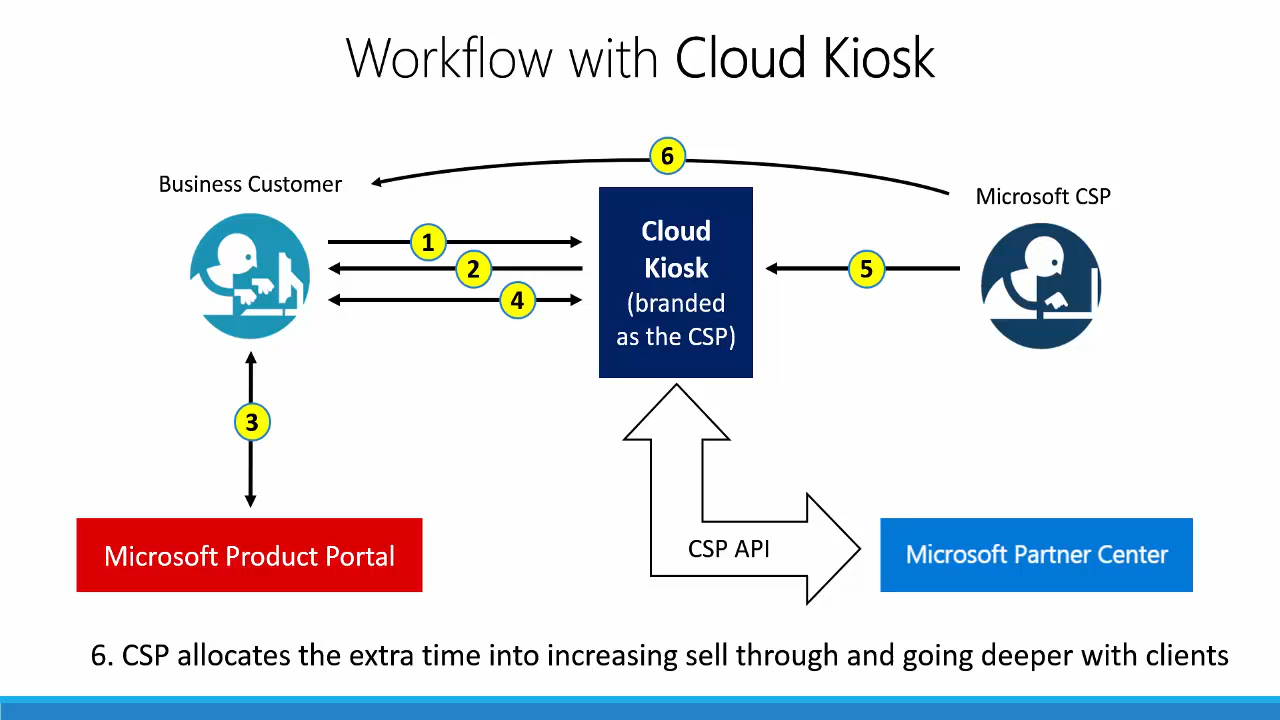 Workflow with Cloud Kiosk
6
Business Customer
Microsoft CSP
1
2
4
Cloud
Kiosk
(branded
as the CSP)
5
3
Microsoft Product Portal
CSP API
Microsoft Partner Center
6. CSP allocates the extra time into increasing sell through and going deeper with clients